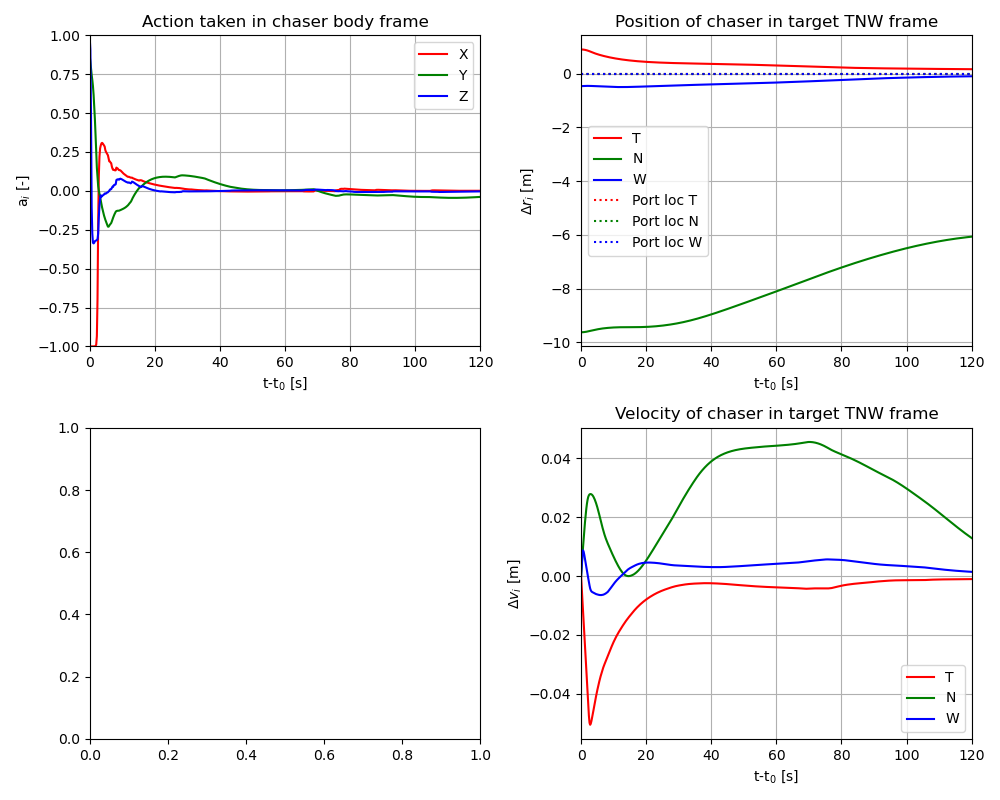 Action taken in chaser body frame
1.00
0.75
0.50
0.25
0.00
−0.25
−0.50
−0.75
−1.00
a_i [-]
X
Y
Z
0 20 40 60 80 100 120
t-t_0 [s]
Position of chaser in target TNW frame
0
−2
−4
−6
−8
−10
Δr_i [m]
T
N
W
Port loc T
Port loc N
Port loc W
0 20 40 60 80 100 120
t-t_0 [s]
1.0
0.8
0.6
0.4
0.2
0.0
0.0 0.2 0.4 0.6 0.8 1.0
Velocity of chaser in target TNW frame
0.04
0.02
0.00
−0.02
−0.04
Δv_i [m]
T
N
W
0 20 40 60 80 100 120
t-t_0 [s]